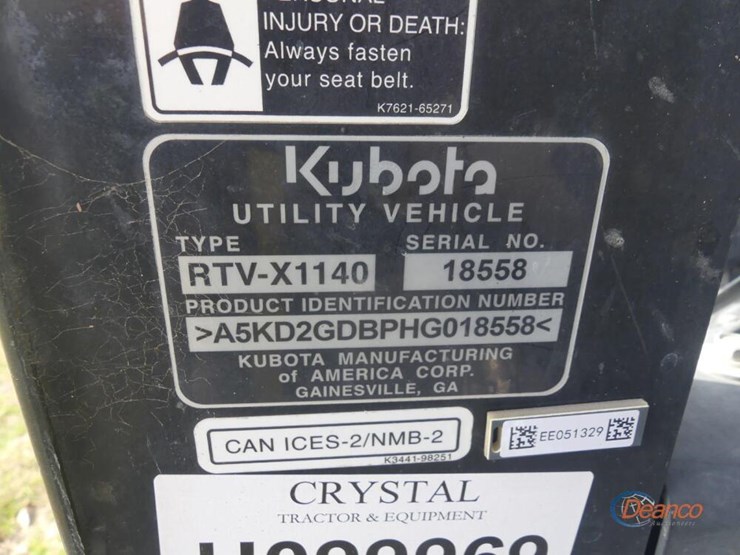 INJURY OR DEATH:
Always fasten
your seat belt.
K7621-65271
Kubota
UTILITY VEHICLE
TYPE SERIAL NO.
RTV-X1140 18558
PRODUCT IDENTIFICATION NUMBER
>A5KD2GDBPHG018558<
KUBOTA MANUFACTURING
of AMERICA CORP.
GAINESVILLE, GA
CAN ICES-2/NMB-2
K3441-98251
EE051329
CRYSTAL
TRACTOR & EQUIPMENT
Deanco
Auctioneers